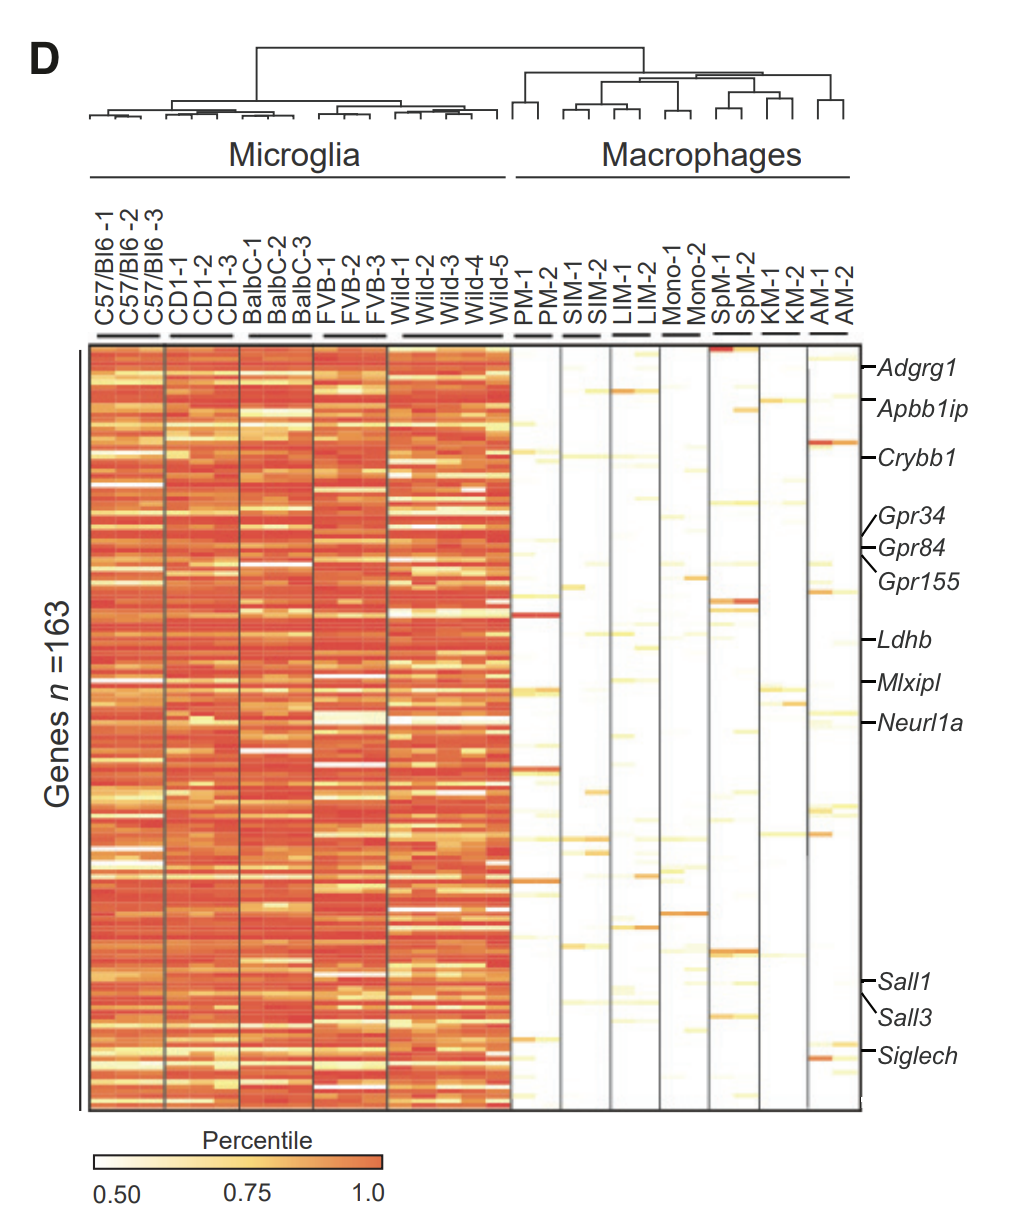 D
Microglia
Macrophages
C57/Bl6 -1
C57/Bl6 -2
C57/Bl6 -3
CD1-1
CD1-2
CD1-3
BalbC-1
BalbC-2
BalbC-3
FVB-1
FVB-2
FVB-3
Wild-1
Wild-2
Wild-3
Wild-4
Wild-5
PM-1
PM-2
SIM-1
SIM-2
LIM-1
LIM-2
Mono-1
Mono-2
SpM-1
SpM-2
KM-1
KM-2
AM-1
AM-2
Genes n =163
Adgrg1
Apbb1ip
Crybb1
Gpr34
Gpr84
Gpr155
Ldhb
Mlxipl
Neurl1a
Sall1
Sall3
Siglech
Percentile
0.50 0.75 1.0